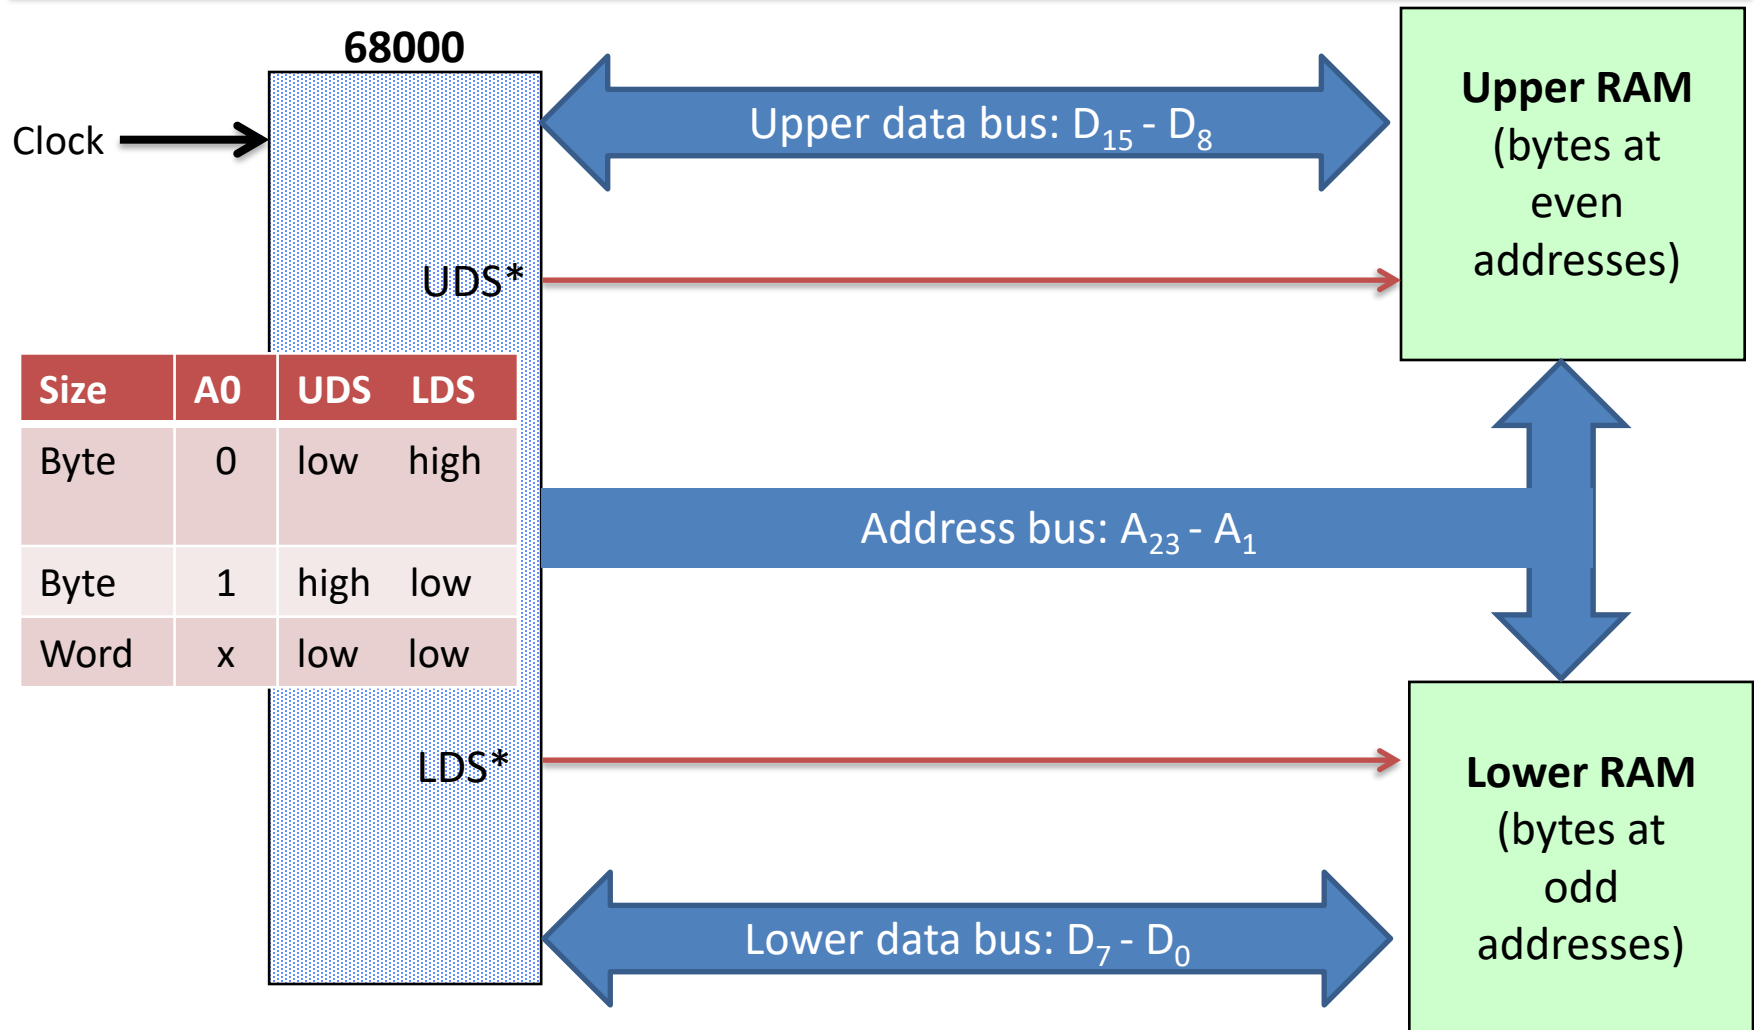 68000
Clock
Upper data bus: D15 - D8
Upper RAM
(bytes at
even
addresses)
UDS*
Size A0 UDS LDS
Byte 0 low high
Byte 1 high low
Word x low low
Address bus: A23 - A1
LDS*
Lower RAM
(bytes at
odd
addresses)
Lower data bus: D7 - D0